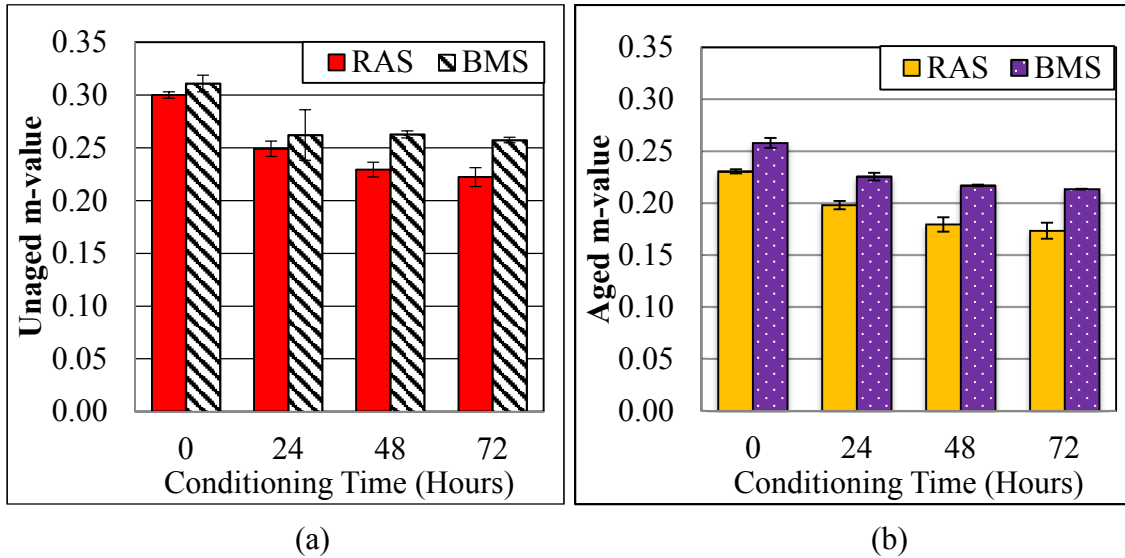 Unaged m-value
0.35
0.30
0.25
0.20
0.15
0.10
0.05
0.00
RAS BMS
0 24 48 72
Conditioning Time (Hours)
(a)
Aged m-value
0.35
0.30
0.25
0.20
0.15
0.10
0.05
0.00
RAS BMS
0 24 48 72
Conditioning Time (Hours)
(b)